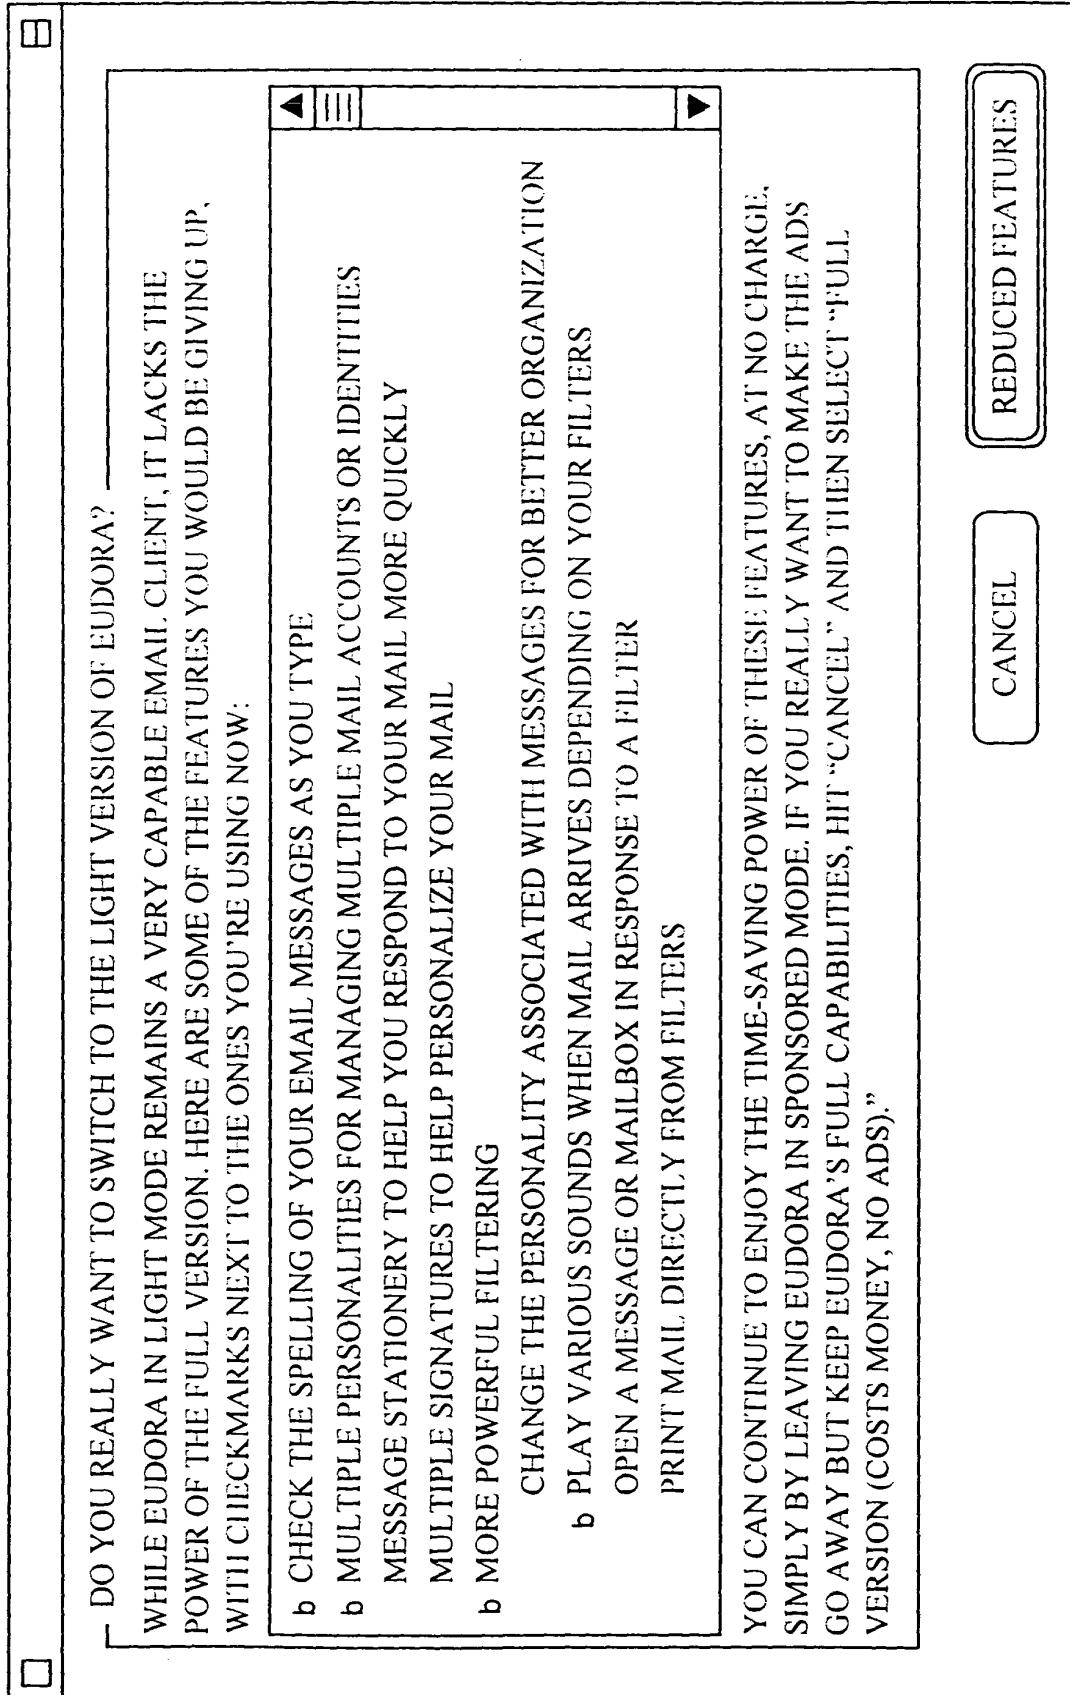 DO YOU REALLY WANT TO SWITCH TO THE LIGHT VERSION OF EUDORA?
WHILE EUDORA IN LIGHT MODE REMAINS A VERY CAPABLE EMAIL CLIENT, IT LACKS THE
POWER OF THE FULL VERSION. HERE ARE SOME OF THE FEATURES YOU WOULD BE GIVING UP,
WITH CHECKMARKS NEXT TO THE ONES YOU'RE USING NOW:
b CHECK THE SPELLING OF YOUR EMAIL MESSAGES AS YOU TYPE
b MULTIPLE PERSONALITIES FOR MANAGING MULTIPLE MAIL ACCOUNTS OR IDENTITIES
MESSAGE STATIONERY TO HELP YOU RESPOND TO YOUR MAIL MORE QUICKLY
MULTIPLE SIGNATURES TO HELP PERSONALIZE YOUR MAIL
b MORE POWERFUL FILTERING
CHANGE THE PERSONALITY ASSOCIATED WITH MESSAGES FOR BETTER ORGANIZATION
b PLAY VARIOUS SOUNDS WHEN MAIL ARRIVES DEPENDING ON YOUR FILTERS
OPEN A MESSAGE OR MAILBOX IN RESPONSE TO A FILTER
PRINT MAIL DIRECTLY FROM FILTERS
YOU CAN CONTINUE TO ENJOY THE TIME-SAVING POWER OF THESE FEATURES, AT NO CHARGE,
SIMPLY BY LEAVING EUDORA IN SPONSORED MODE. IF YOU REALLY WANT TO MAKE THE ADS
GO AWAY BUT KEEP EUDORA'S FULL CAPABILITIES, HIT "CANCEL" AND THEN SELECT "FULL
VERSION (COSTS MONEY, NO ADS)."
CANCEL
REDUCED FEATURES